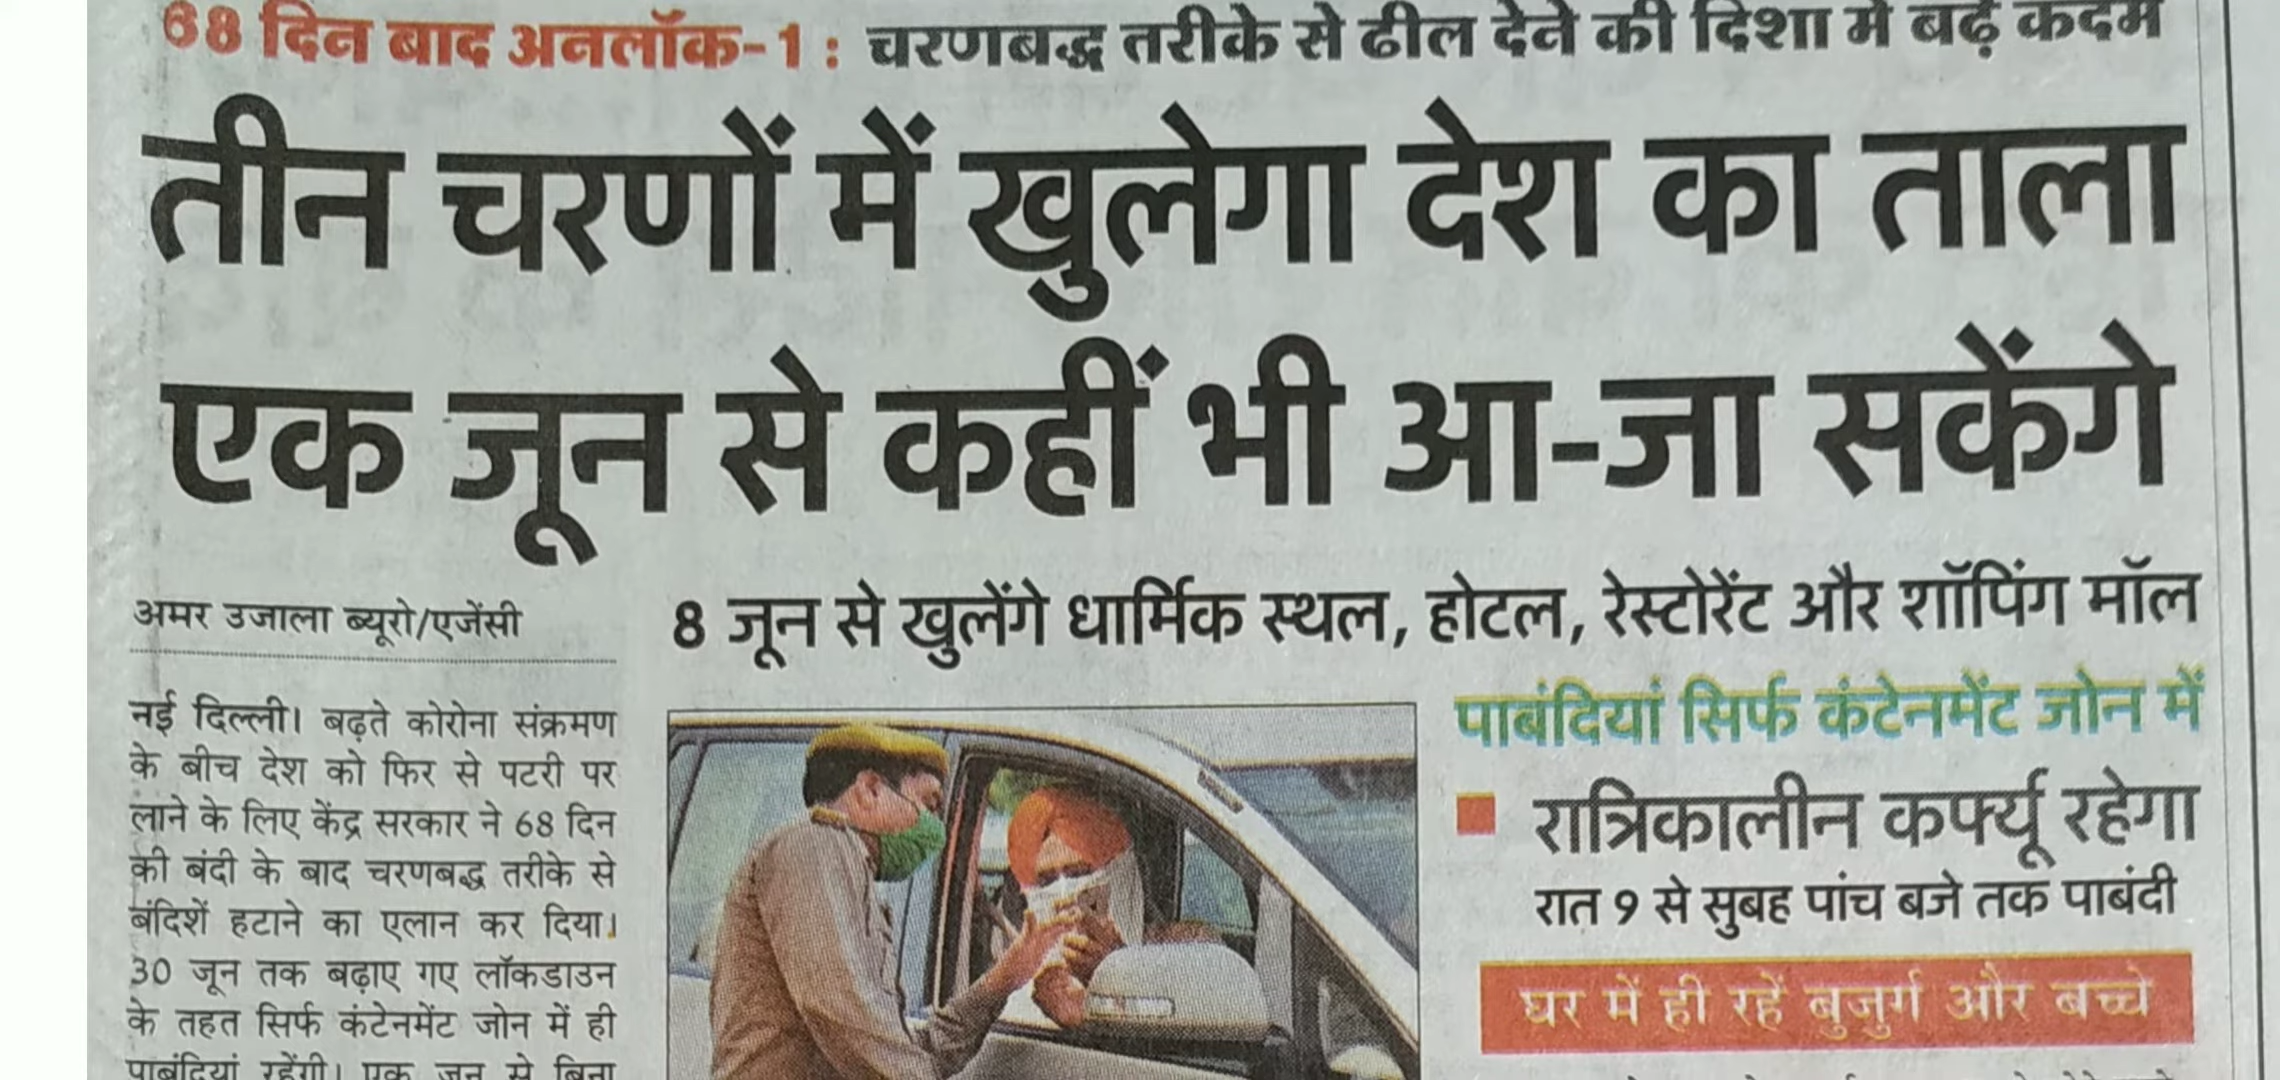 68 दिन बाद अनलॉक-1 : चरणबद्ध तरीके से ढील देने की दिशा में बढ़े कदम
तीन चरणों में खुलेगा देश का ताला
एक जून से कहीं भी आ-जा सकेंगे
अमर उजाला ब्यूरो/एजेंसी
नई दिल्ली। बढ़ते कोरोना संक्रमण
के बीच देश को फिर से पटरी पर
लाने के लिए केंद्र सरकार ने 68 दिन
की बंदी के बाद चरणबद्ध तरीके से
बंदिशें हटाने का एलान कर दिया।
30 जून तक बढ़ाए गए लॉकडाउन
के तहत सिर्फ कंटेनमेंट जोन में ही
पाबंदियां रहेंगी। एक जून से बिना
8 जून से खुलेंगे धार्मिक स्थल, होटल, रेस्टोरेंट और शॉपिंग मॉल
पाबंदियां सिर्फ कंटेनमेंट जोन में
रात्रिकालीन कर्फ्यू रहेगा
रात 9 से सुबह पांच बजे तक पाबंदी
घर में ही रहें बुजुर्ग और बच्चे